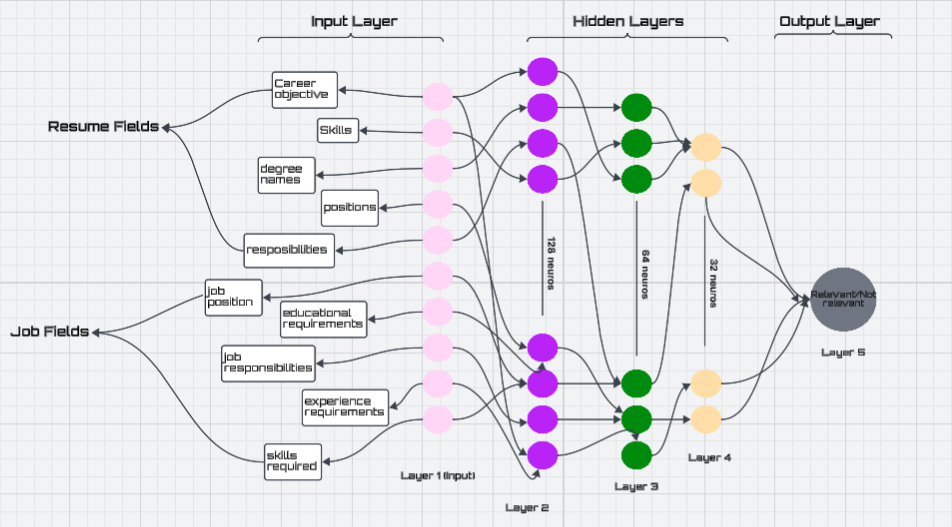 Input Layer
Hidden Layers
Output Layer
Career
objective
Resume Fields
Skills
degree
names
positions
resposibilities
job
position
educational
requirements
Job Fields
job
responsibilities
experience
requirements
skills
required
128 neuros
64 neuros
32 neuros
Relevant/Not
relevant
Layer 5
Layer 1 (input)
Layer 2
Layer 3
Layer 4